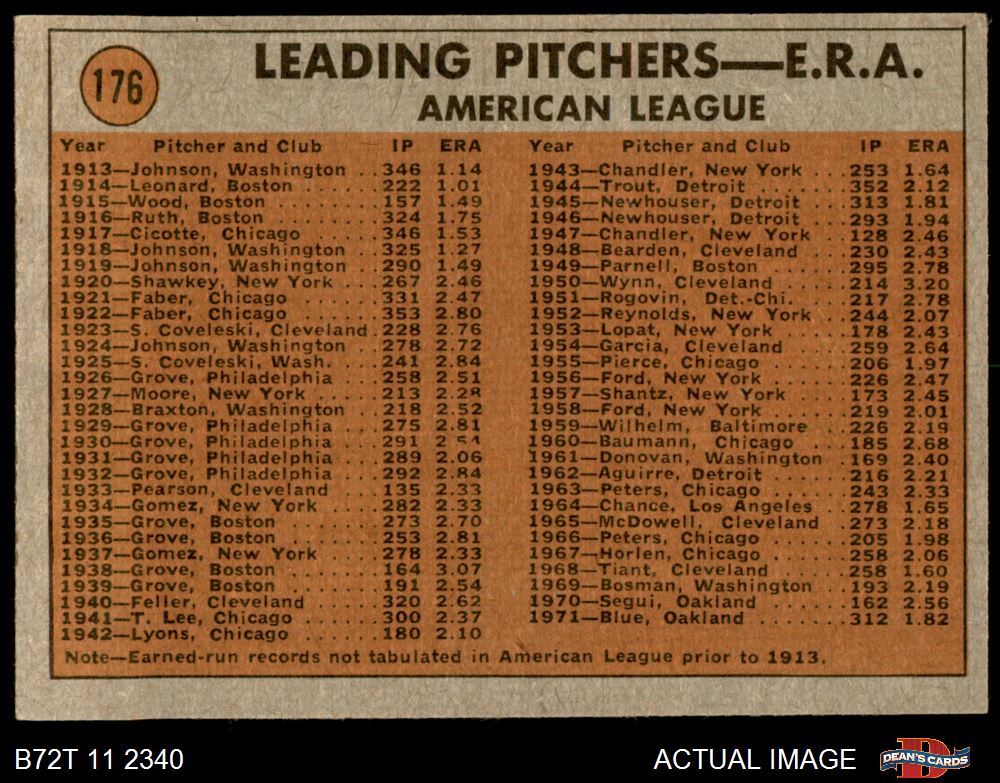 176
LEADING PITCHERS—E.R.A.
AMERICAN LEAGUE
Year Pitcher and Club IP ERA
1913—Johnson, Washington . . 346 1.14
1914—Leonard, Boston . . . . . . 222 1.01
1915—Wood, Boston . . . . . . . . 157 1.49
1916—Ruth, Boston . . . . . . . . 324 1.75
1917—Cicotte, Chicago . . . . . 346 1.53
1918—Johnson, Washington . . 325 1.27
1919—Johnson, Washington . . 290 1.49
1920—Shawkey, New York . . . 267 2.46
1921—Faber, Chicago . . . . . . 331 2.47
1922—Faber, Chicago . . . . . . 353 2.80
1923—S. Coveleski, Cleveland . 228 2.76
1924—Johnson, Washington . . 278 2.72
1925—S. Coveleski, Wash. . . . 241 2.84
1926—Grove, Philadelphia . . . 258 2.51
1927—Moore, New York . . . . . 213 2.28
1928—Braxton, Washington . . 218 2.52
1929—Grove, Philadelphia . . . 275 2.81
1930—Grove, Philadelphia . . . 291 2.54
1931—Grove, Philadelphia . . . 289 2.06
1932—Grove, Philadelphia . . . 292 2.84
1933—Pearson, Cleveland . . . 135 2.33
1934—Gomez, New York . . . . 282 2.33
1935—Grove, Boston . . . . . . . 273 2.70
1936—Grove, Boston . . . . . . . 253 2.81
1937—Gomez, New York . . . . 278 2.33
1938—Grove, Boston . . . . . . . 164 3.07
1939—Grove, Boston . . . . . . . 191 2.54
1940—Feller, Cleveland . . . . . 320 2.62
1941—T. Lee, Chicago . . . . . . 300 2.37
1942—Lyons, Chicago . . . . . . 180 2.10
Year Pitcher and Club IP ERA
1943—Chandler, New York . . . 253 1.64
1944—Trout, Detroit . . . . . . . 352 2.12
1945—Newhouser, Detroit . . . 313 1.81
1946—Newhouser, Detroit . . . 293 1.94
1947—Chandler, New York . . . 128 2.46
1948—Bearden, Cleveland . . . 230 2.43
1949—Parnell, Boston . . . . . . 295 2.78
1950—Wynn, Cleveland . . . . . 214 3.20
1951—Rogovin, Det.-Chi. . . . . 217 2.78
1952—Reynolds, New York . . . 244 2.07
1953—Lopat, New York . . . . . 178 2.43
1954—Garcia, Cleveland . . . . 259 2.64
1955—Pierce, Chicago . . . . . . 206 1.97
1956—Ford, New York . . . . . . 226 2.47
1957—Shantz, New York . . . . 173 2.45
1958—Ford, New York . . . . . . 219 2.01
1959—Wilhelm, Baltimore . . . 226 2.19
1960—Baumann, Chicago . . . . 185 2.68
1961—Donovan, Washington . . 169 2.40
1962—Aguirre, Detroit . . . . . . 216 2.21
1963—Peters, Chicago . . . . . . 243 2.33
1964—Chance, Los Angeles . . 278 1.65
1965—McDowell, Cleveland . . 273 2.18
1966—Peters, Chicago . . . . . . 205 1.98
1967—Horlen, Chicago . . . . . . 258 2.06
1968—Tiant, Cleveland . . . . . 258 1.60
1969—Bosman, Washington . . 193 2.19
1970—Segui, Oakland . . . . . . 162 2.56
1971—Blue, Oakland . . . . . . . 312 1.82
Note—Earned-run records not tabulated in American League prior to 1913.
B72T 11 2340
ACTUAL IMAGE
DEAN'S CARDS